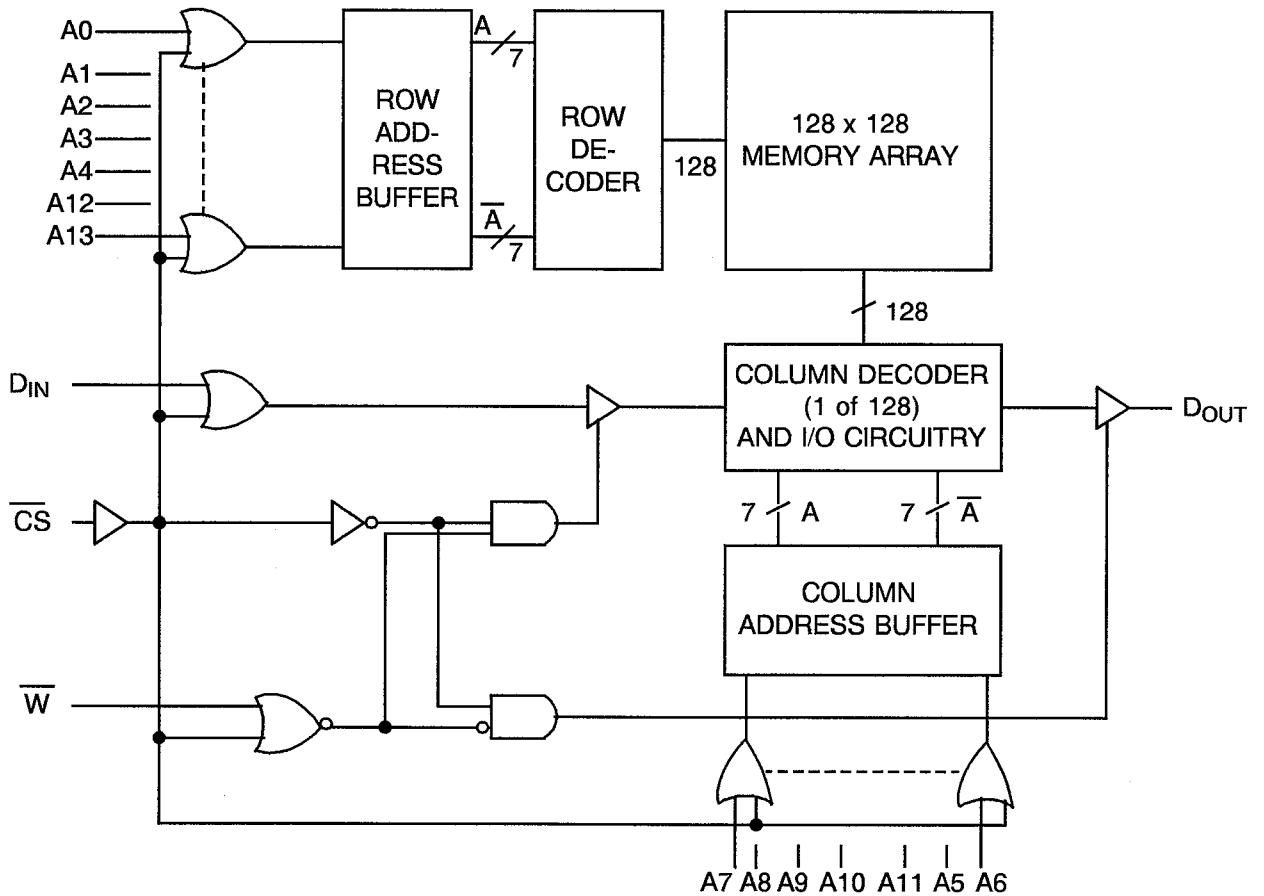 A0
A1
A2
A3
A4
A12
A13
ROW
ADD-
RESS
BUFFER
A
7
A̅
7
ROW
DE-
CODER
128
128 x 128
MEMORY ARRAY
128
DIN
COLUMN DECODER
(1 of 128)
AND I/O CIRCUITRY
DOUT
C̅S̅
7 A
7 A̅
COLUMN
ADDRESS BUFFER
W̅
A7 A8 A9 A10 A11 A5 A6